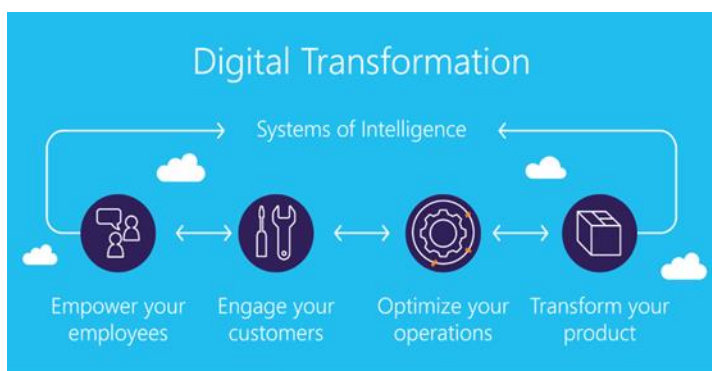 Digital Transformation
Systems of Intelligence
Empower your
employees
Engage your
customers
Optimize your
operations
Transform your
product